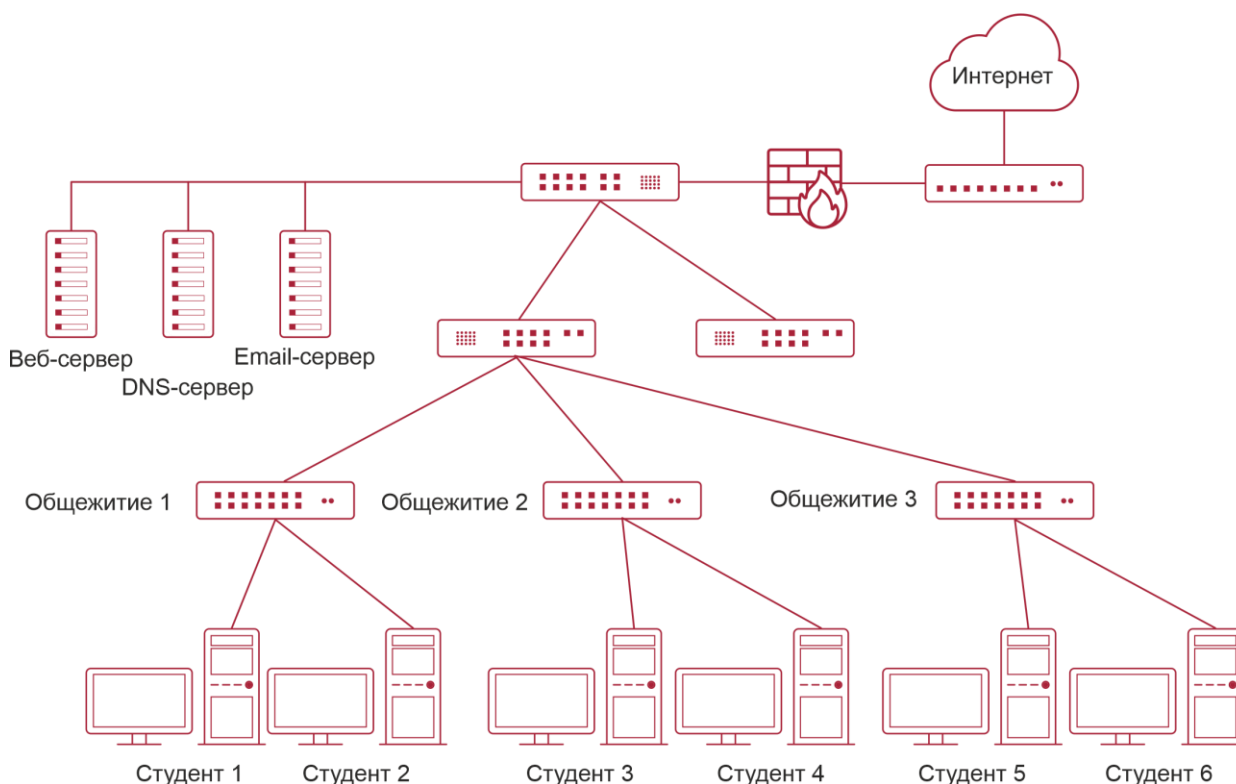 Интернет
Веб-сервер
Email-сервер
DNS-сервер
Общежитие 1
Общежитие 2
Общежитие 3
Студент 1
Студент 2
Студент 3
Студент 4
Студент 5
Студент 6